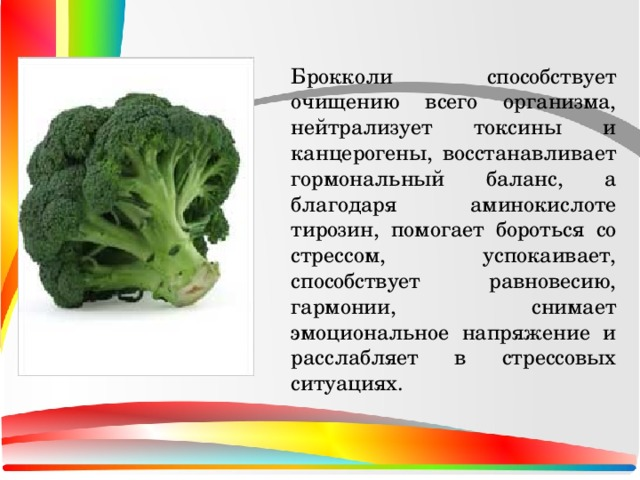 Брокколи способствует
очищению всего организма,
нейтрализует токсины и
канцерогены, восстанавливает
гормональный баланс, а
благодаря аминокислоте
тирозин, помогает бороться со
стрессом, успокаивает,
способствует равновесию,
гармонии, снимает
эмоциональное напряжение и
расслабляет в стрессовых
ситуациях.